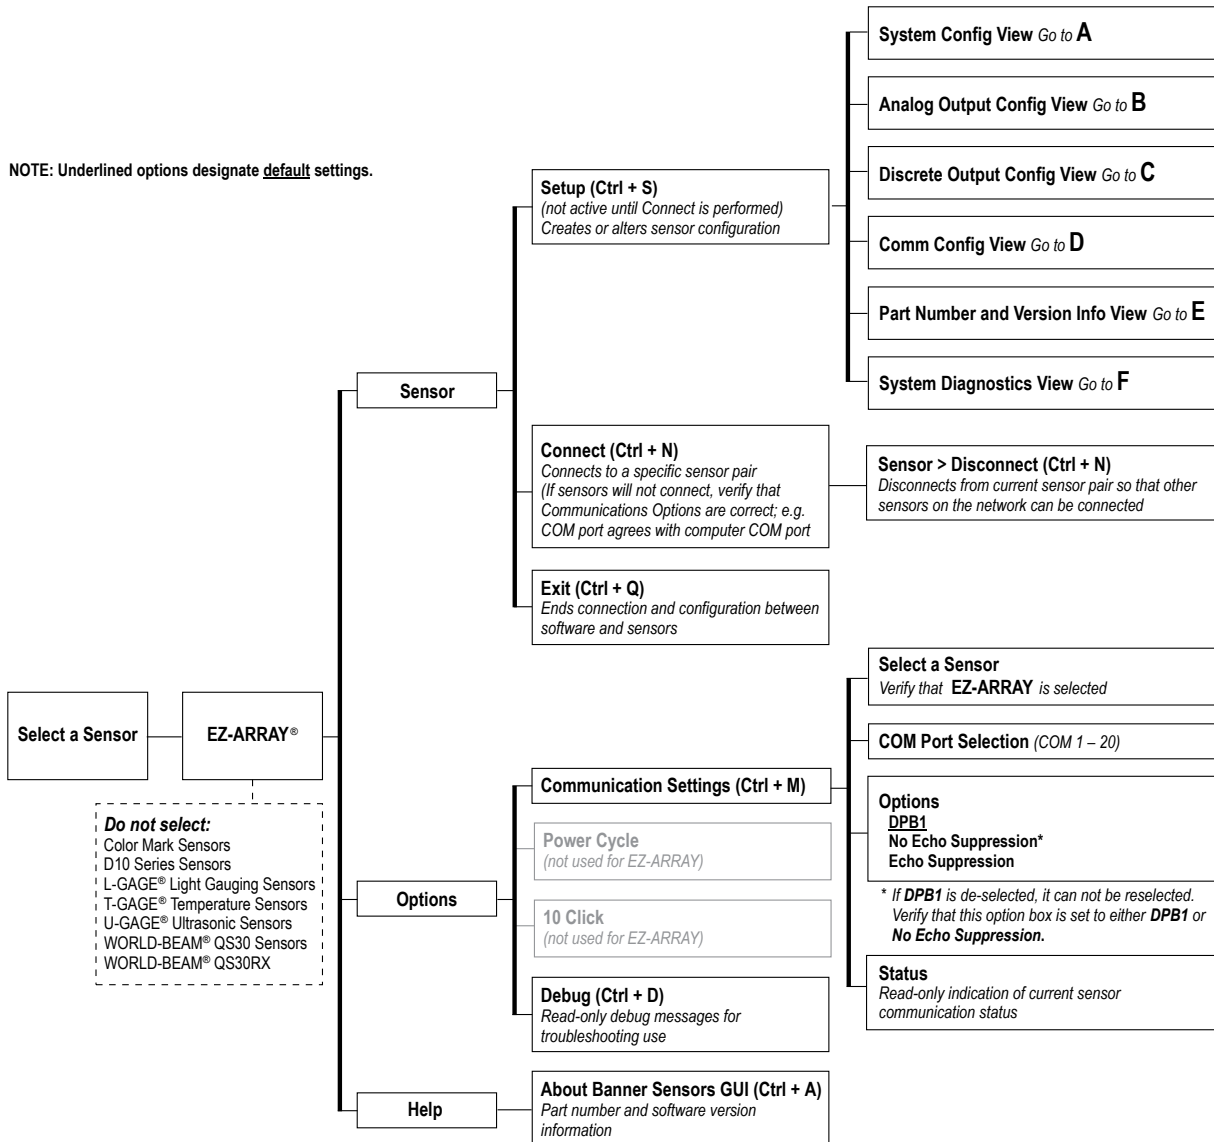 NOTE: Underlined options designate default settings.
Select a Sensor
EZ-ARRAY®
Do not select:
Color Mark Sensors
D10 Series Sensors
L-GAGE® Light Gauging Sensors
T-GAGE® Temperature Sensors
U-GAGE® Ultrasonic Sensors
WORLD-BEAM® QS30 Sensors
WORLD-BEAM® QS30RX
Sensor
Setup (Ctrl + S)
(not active until Connect is performed)
Creates or alters sensor configuration
System Config View Go to A
Analog Output Config View Go to B
Discrete Output Config View Go to C
Comm Config View Go to D
Part Number and Version Info View Go to E
System Diagnostics View Go to F
Connect (Ctrl + N)
Connects to a specific sensor pair
(If sensors will not connect, verify that
Communications Options are correct; e.g.
COM port agrees with computer COM port
Sensor > Disconnect (Ctrl + N)
Disconnects from current sensor pair so that other
sensors on the network can be connected
Exit (Ctrl + Q)
Ends connection and configuration between
software and sensors
Options
Communication Settings (Ctrl + M)
Select a Sensor
Verify that EZ-ARRAY is selected
COM Port Selection (COM 1 – 20)
Options
DPB1
No Echo Suppression*
Echo Suppression
* If DPB1 is de-selected, it can not be reselected.
Verify that this option box is set to either DPB1 or
No Echo Suppression.
Status
Read-only indication of current sensor
communication status
Power Cycle
(not used for EZ-ARRAY)
10 Click
(not used for EZ-ARRAY)
Debug (Ctrl + D)
Read-only debug messages for
troubleshooting use
Help
About Banner Sensors GUI (Ctrl + A)
Part number and software version
information